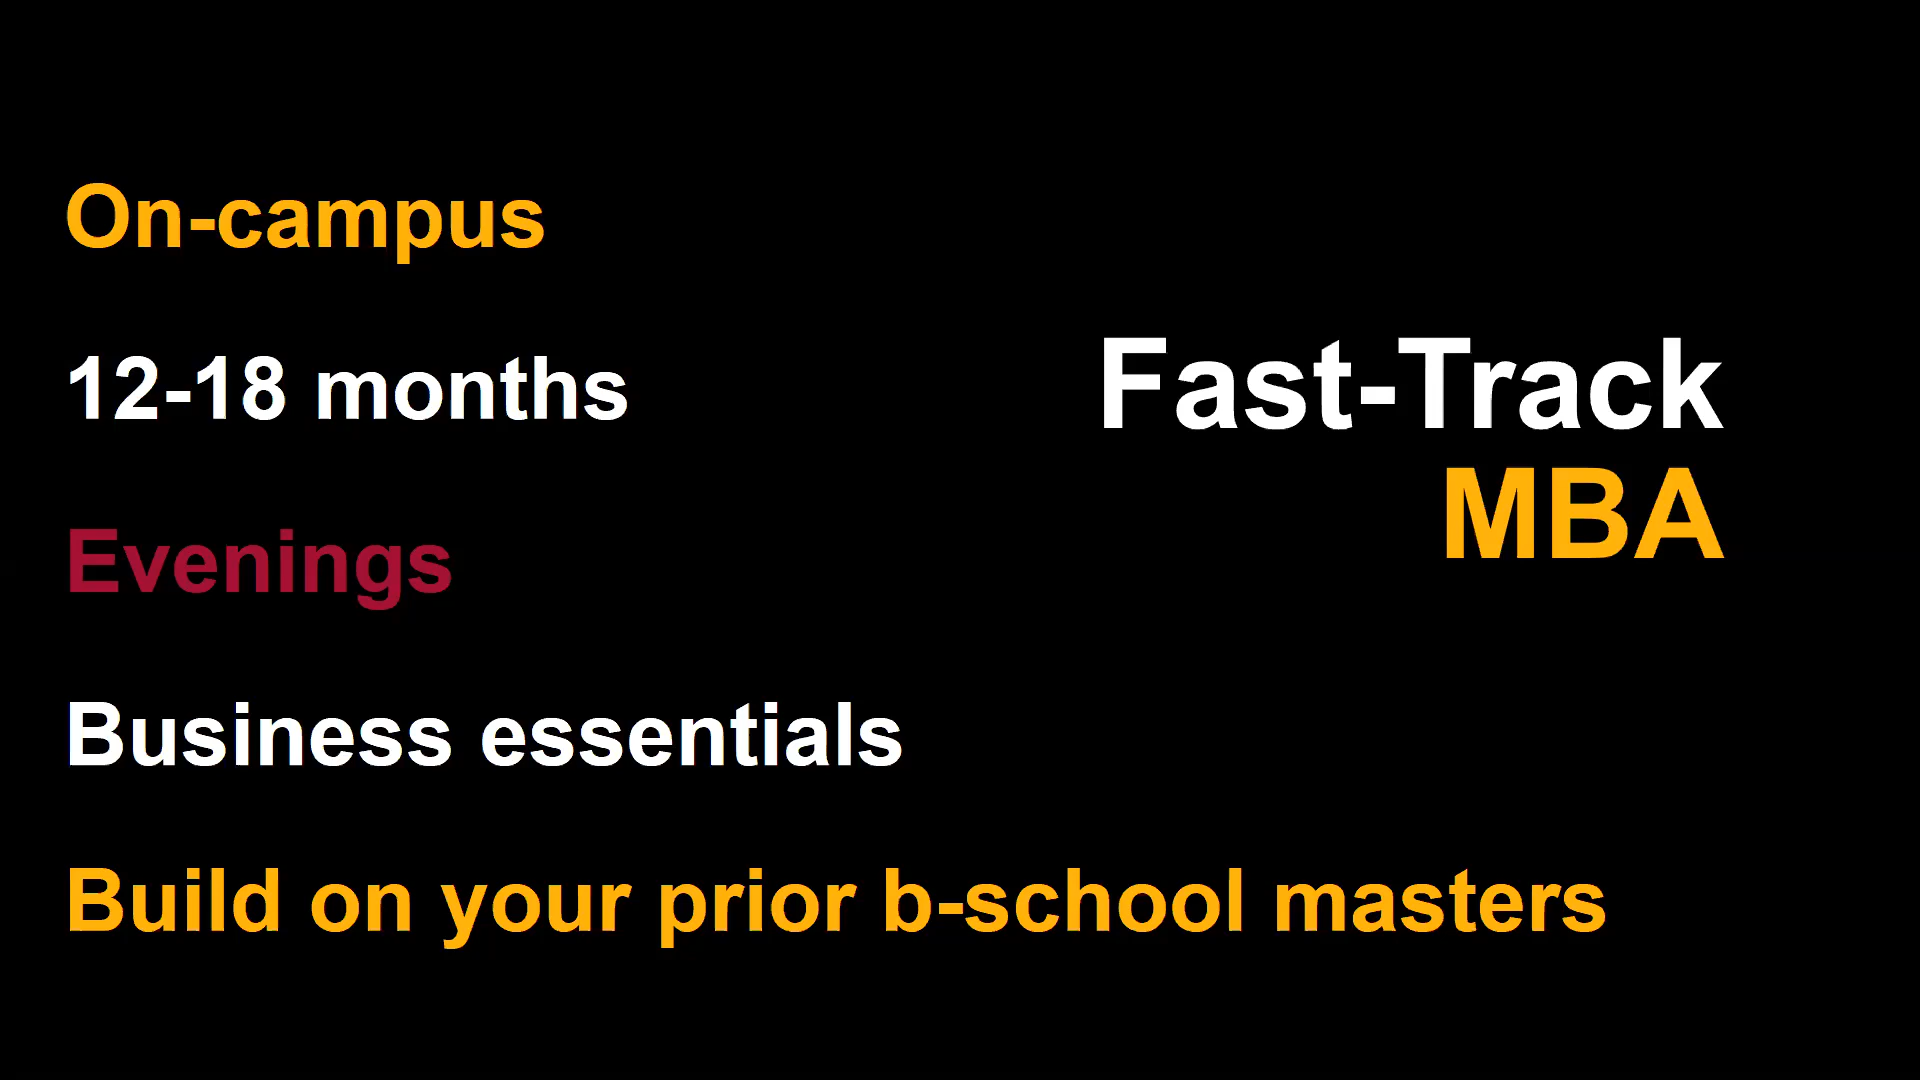 On-campus
12-18 months
Evenings
Business essentials
Build on your prior b-school masters
Fast-Track
MBA